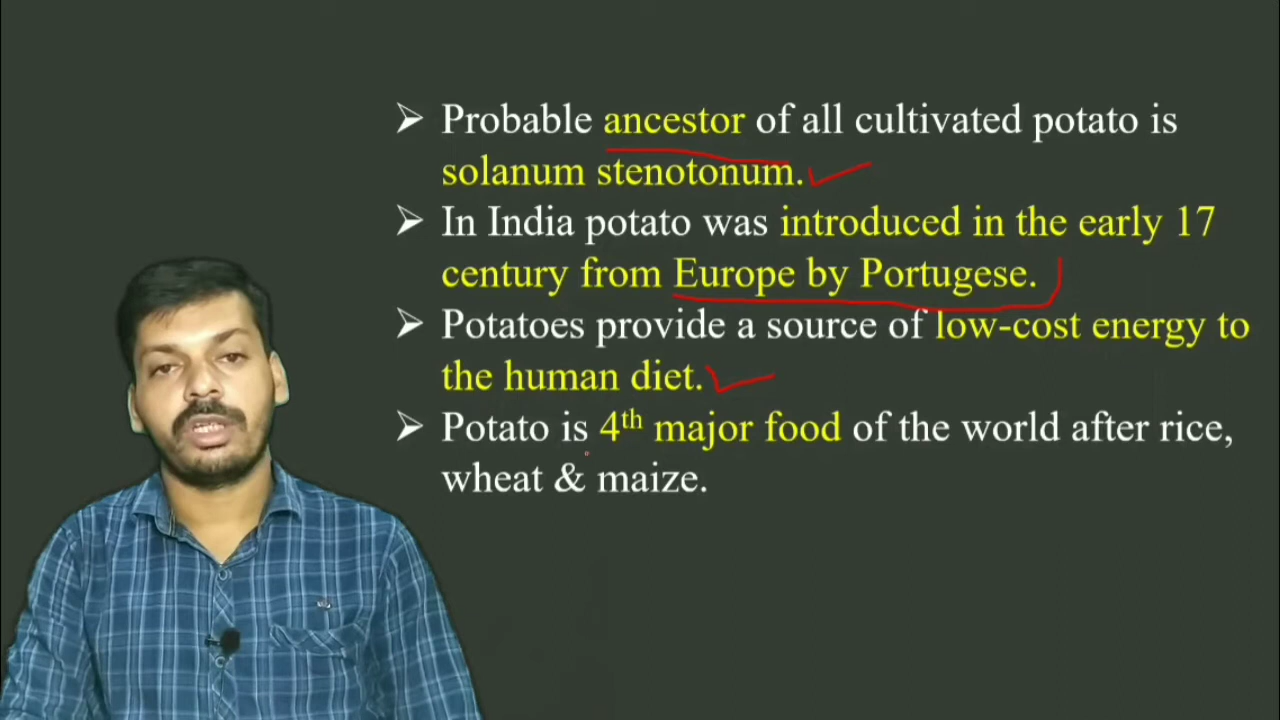 ➢ Probable ancestor of all cultivated potato is
solanum stenotonum.
➢ In India potato was introduced in the early 17
century from Europe by Portugese.
➢ Potatoes provide a source of low-cost energy to
the human diet.
➢ Potato is 4th major food of the world after rice,
wheat & maize.